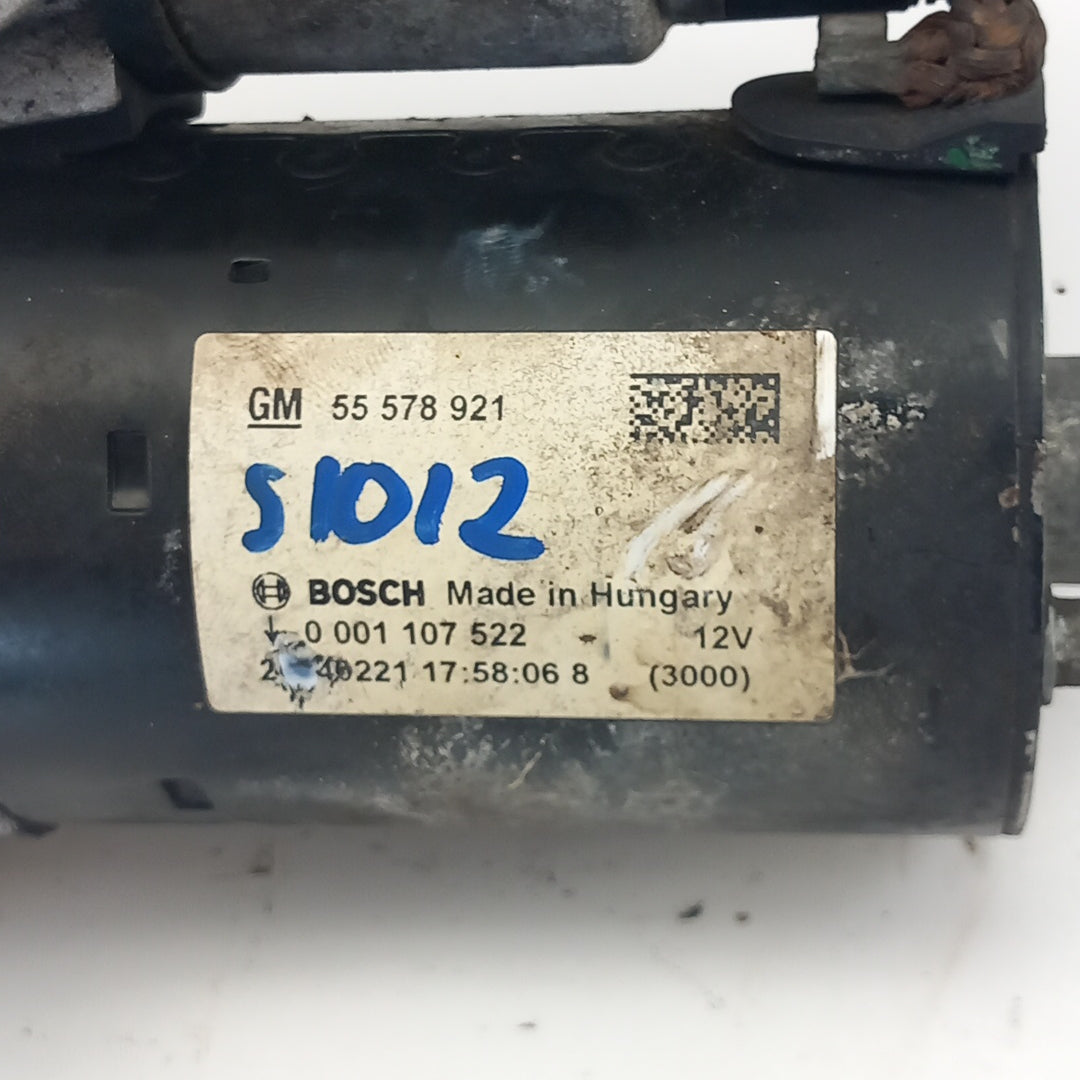 GM 55 578 921
S1012
BOSCH Made in Hungary
0 001 107 522 12V
17:58:06 8 (3000)